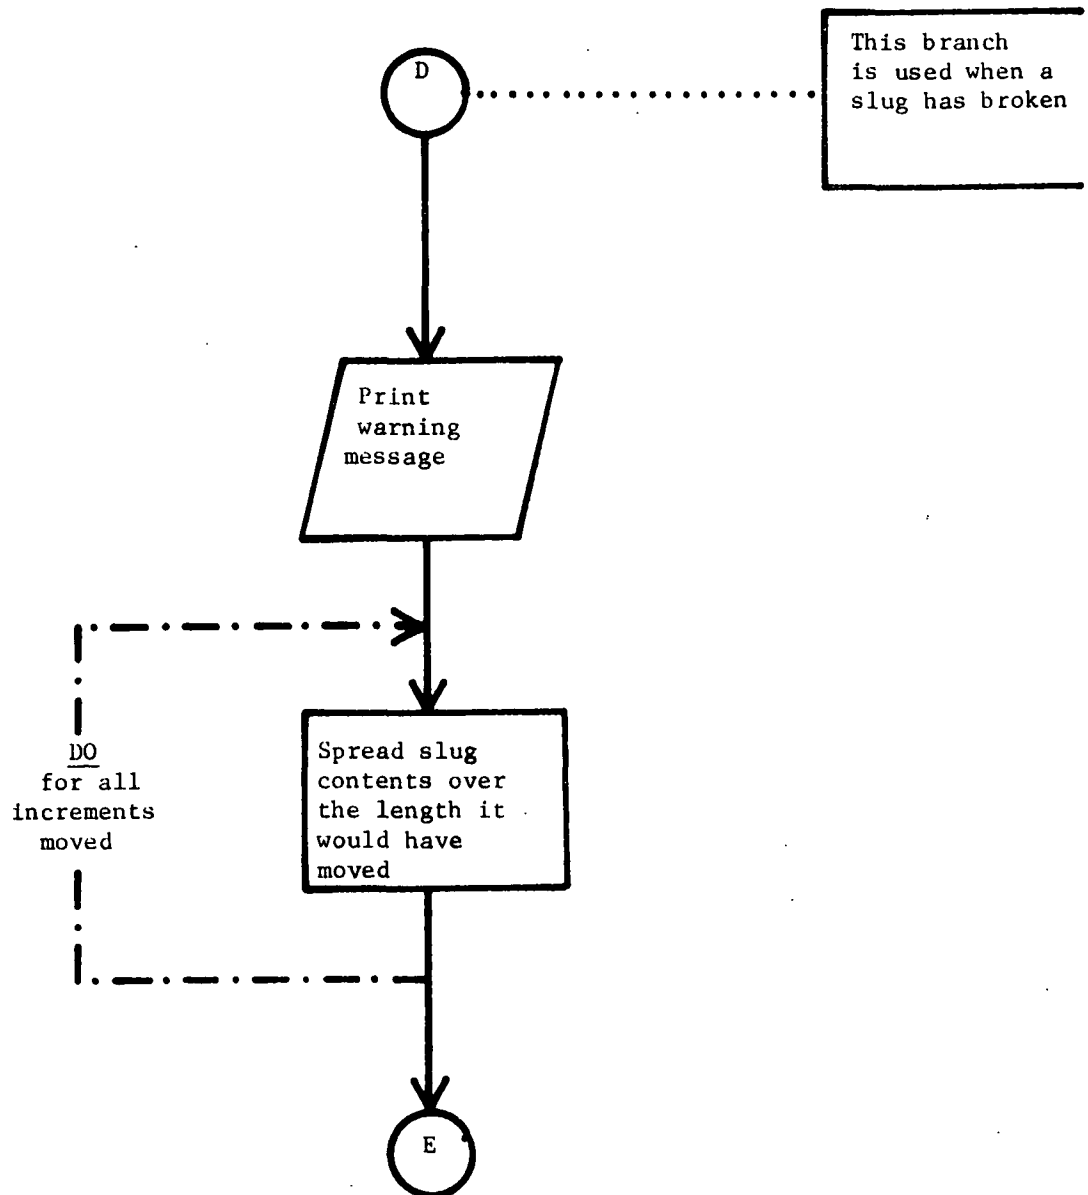 D
This branch
is used when a
slug has broken
Print
warning
message
DO
for all
increments
moved
Spread slug
contents over
the length it
would have
moved
E